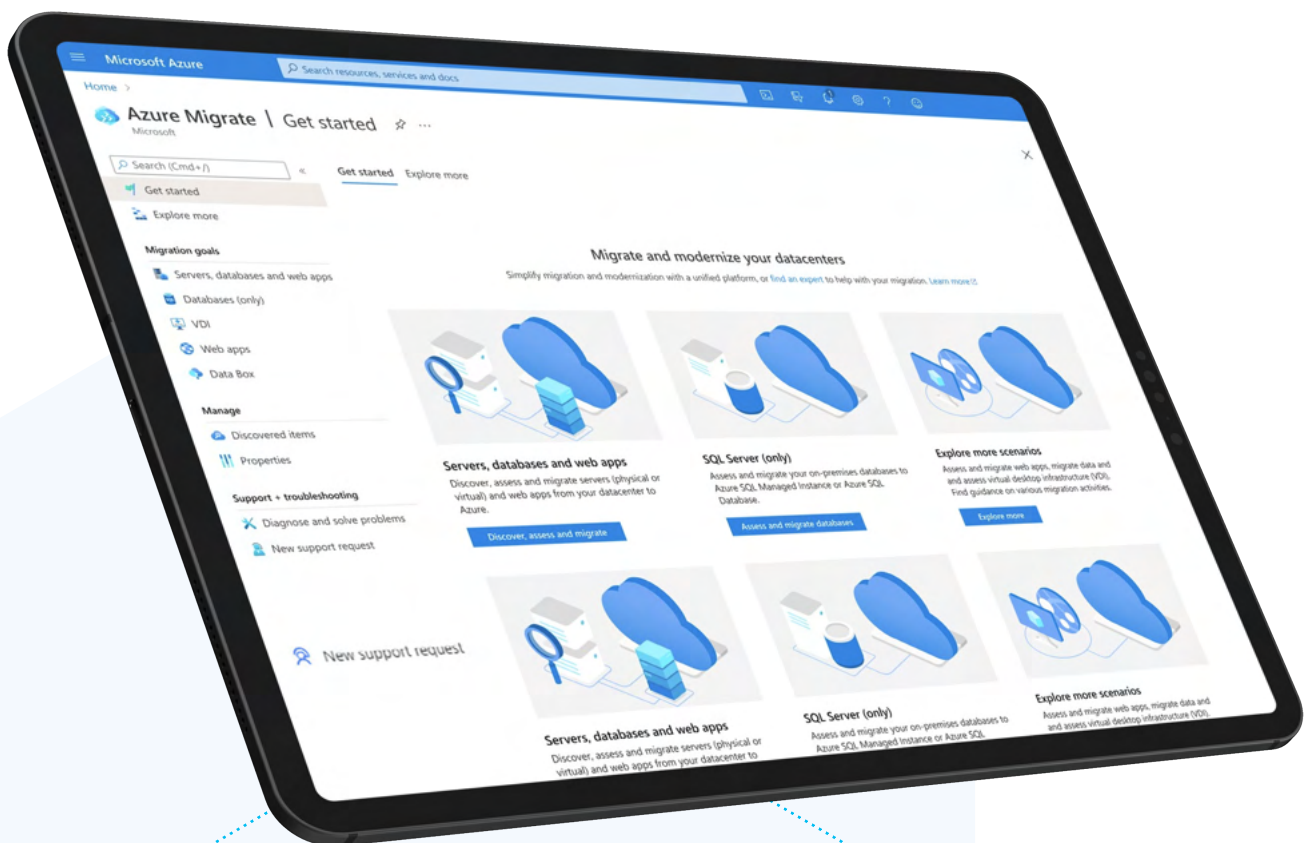 Microsoft Azure
Search resources, services and docs
Home >
Azure Migrate | Get started
Microsoft
Search (Cmd+/)
Get started
Explore more
Migration goals
Servers, databases and web apps
Databases (only)
VDI
Web apps
Data Box
Manage
Discovered items
Properties
Support + troubleshooting
Diagnose and solve problems
New support request
New support request
Get started
Explore more
Migrate and modernize your datacenters
Simplify migration and modernization with a unified platform, or find an expert to help with your migration. Learn more
Servers, databases and web apps
Discover, assess and migrate servers (physical or
virtual) and web apps from your datacenter to
Azure.
Discover, assess and migrate
SQL Server (only)
Assess and migrate your on-premises databases to
Azure SQL Managed Instance or Azure SQL
Database.
Assess and migrate databases
Explore more scenarios
Assess and migrate web apps, migrate data and
and assess virtual desktop infrastructure (VDI).
Find guidance on various migration activities.
Explore more
Servers, databases and web apps
Discover, assess and migrate servers (physical or
virtual) and web apps from your datacenter to
SQL Server (only)
Assess and migrate your on-premises databases to
Azure SQL Managed Instance or Azure SQL
Explore more scenarios
Assess and migrate web apps, migrate data and
and assess virtual desktop infrastructure (VDI).